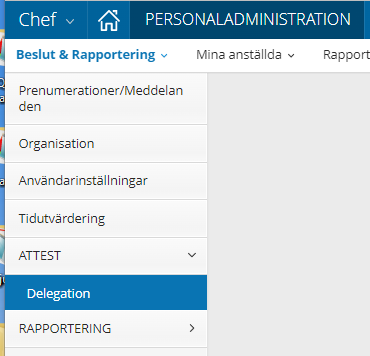 Chef PERSONALADMINISTRATION
Beslut & Rapportering Mina anställda Rapport
Prenumerationer/Meddelan
den
Organisation
Användarinställningar
Tidutvärdering
ATTEST
Delegation
RAPPORTERING